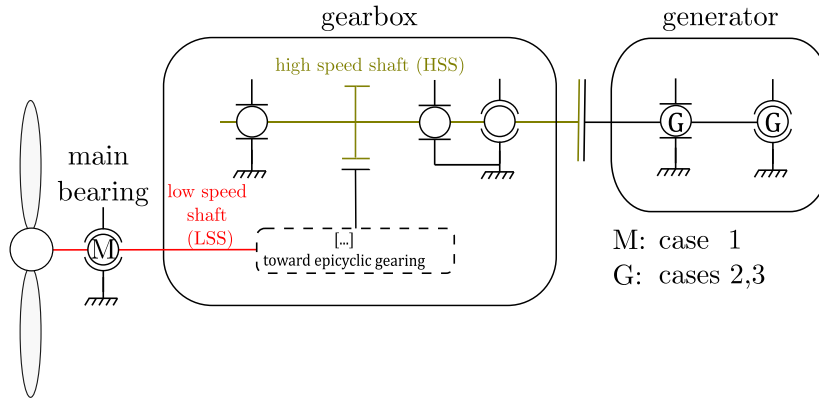 gearbox
generator
high speed shaft (HSS)
G
G
main
bearing
low speed
shaft
(LSS)
M
[...]
toward epicyclic gearing
M: case 1
G: cases 2,3